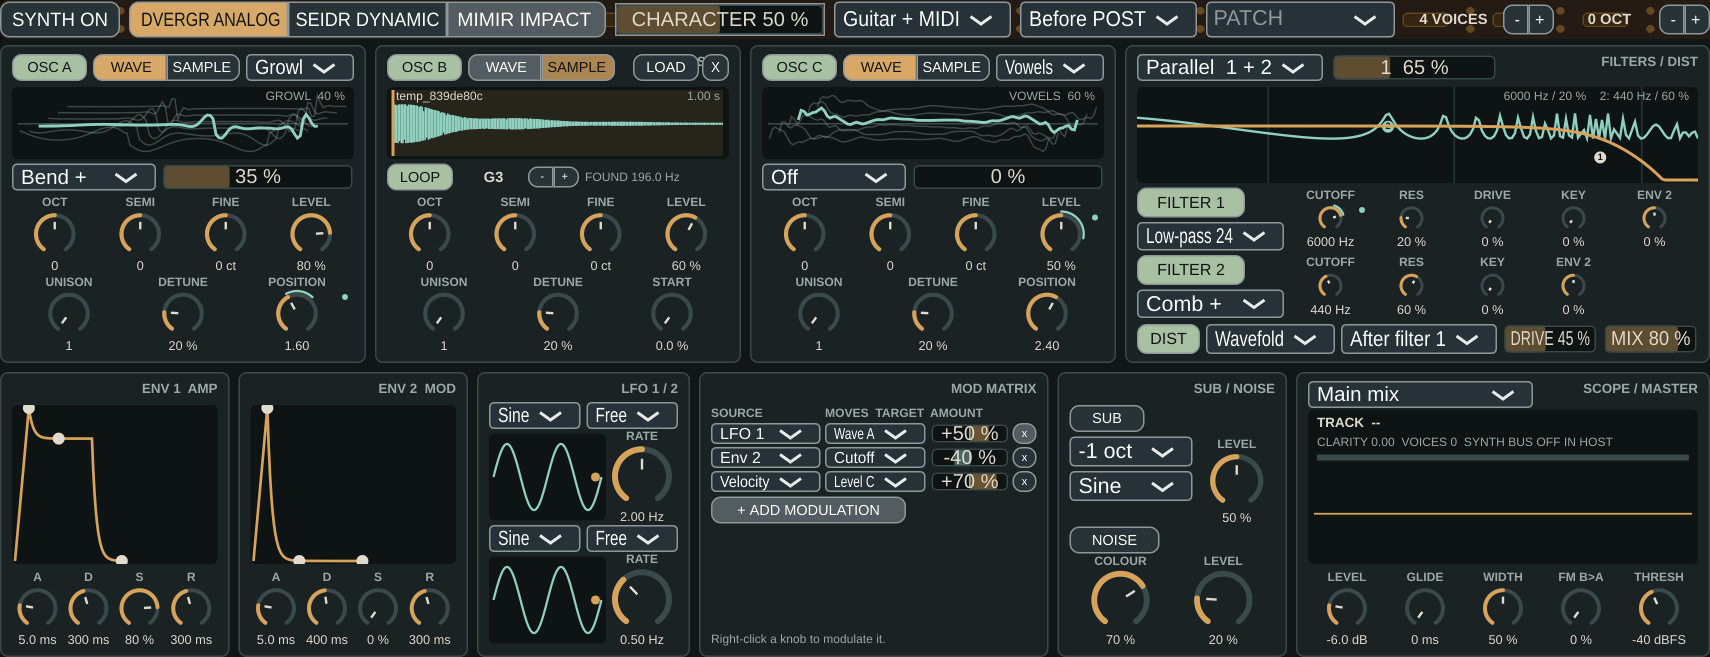 SYNTH ON DVERGR ANALOG SEIDR DYNAMIC MIMIR IMPACT CHARACTER 50 % Guitar + MIDI Before POST PATCH 4 VOICES - + 0 OCT - +
OSC A WAVE SAMPLE Growl
GROWL 40 %
Bend + 35 %
OCT SEMI FINE LEVEL
0 0 0 ct 80 %
UNISON DETUNE POSITION
1 20 % 1.60
OSC B WAVE SAMPLE LOAD X
temp_839de80c 1.00 s
LOOP G3 - + FOUND 196.0 Hz
OCT SEMI FINE LEVEL
0 0 0 ct 60 %
UNISON DETUNE START
1 20 % 0.0 %
OSC C WAVE SAMPLE Vowels
VOWELS 60 %
Off 0 %
OCT SEMI FINE LEVEL
0 0 0 ct 50 %
UNISON DETUNE POSITION
1 20 % 2.40
Parallel 1 + 2 1 65 % FILTERS / DIST
6000 Hz / 20 % 2: 440 Hz / 60 %
1
FILTER 1 CUTOFF RES DRIVE KEY ENV 2
Low-pass 24 6000 Hz 20 % 0 % 0 % 0 %
FILTER 2 CUTOFF RES KEY ENV 2
Comb + 440 Hz 60 % 0 % 0 %
DIST Wavefold After filter 1 DRIVE 45 % MIX 80 %
ENV 1 AMP
A D S R
5.0 ms 300 ms 80 % 300 ms
ENV 2 MOD
A D S R
5.0 ms 400 ms 0 % 300 ms
LFO 1 / 2
Sine Free
RATE
2.00 Hz
Sine Free
RATE
0.50 Hz
MOD MATRIX
SOURCE MOVES TARGET AMOUNT
LFO 1 Wave A +50 % x
Env 2 Cutoff -40 % x
Velocity Level C +70 % x
+ ADD MODULATION
Right-click a knob to modulate it.
SUB / NOISE
SUB
-1 oct LEVEL
Sine
50 %
NOISE
COLOUR LEVEL
70 % 20 %
Main mix SCOPE / MASTER
TRACK --
CLARITY 0.00 VOICES 0 SYNTH BUS OFF IN HOST
LEVEL GLIDE WIDTH FM B>A THRESH
-6.0 dB 0 ms 50 % 0 % -40 dBFS